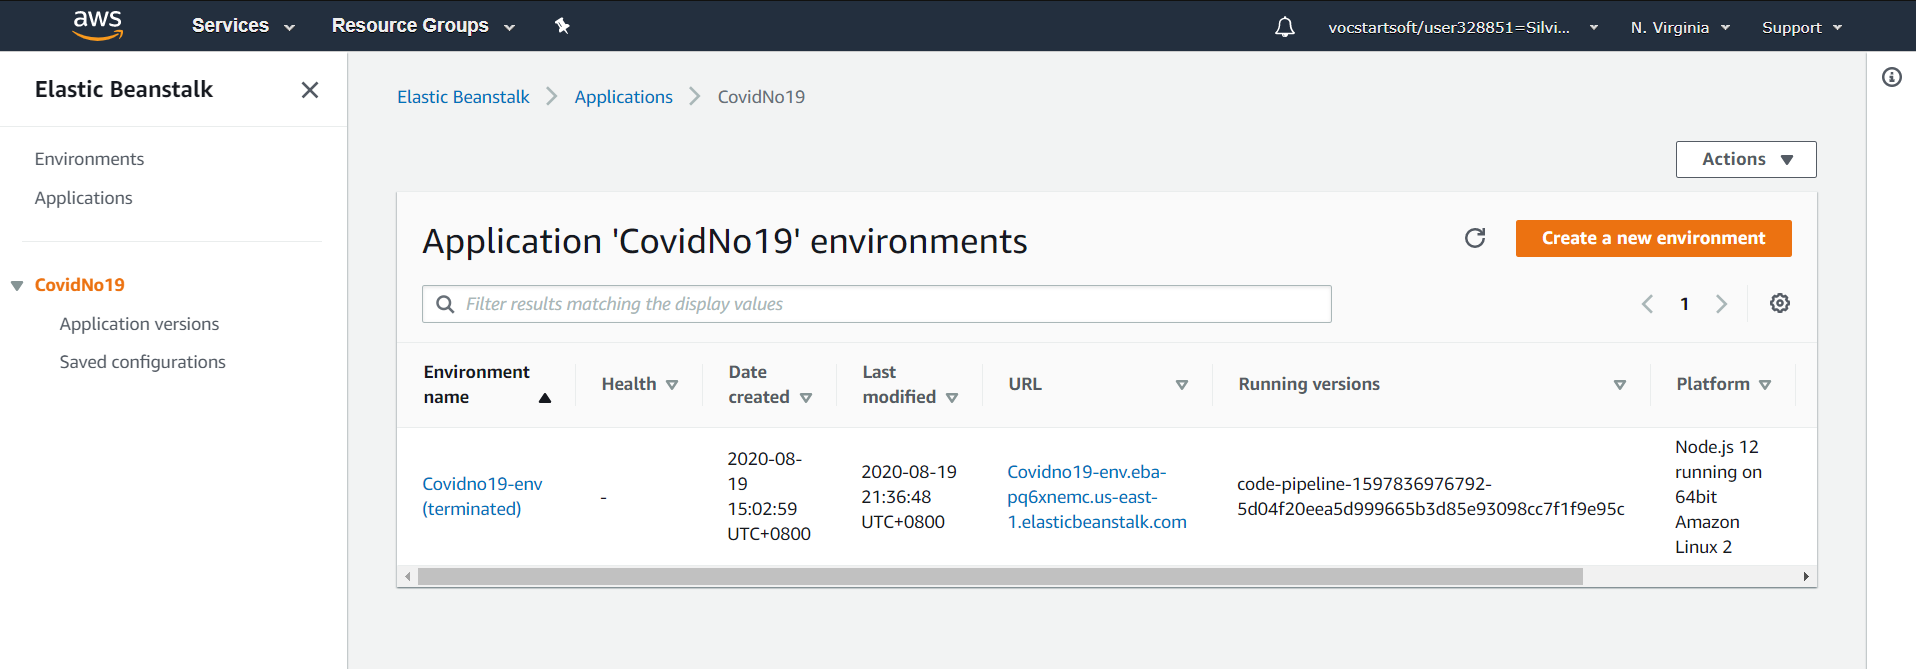 aws
Services
Resource Groups
vocstartsoft/user328851=Silvi...
N. Virginia
Support
Elastic Beanstalk
Environments
Applications
CovidNo19
Application versions
Saved configurations
Elastic Beanstalk
Applications
CovidNo19
Actions
Application 'CovidNo19' environments
Create a new environment
Filter results matching the display values
1
Environment
name
Health
Date
created
Last
modified
URL
Running versions
Platform
Covidno19-env
(terminated)
-
2020-08-
19
15:02:59
UTC+0800
2020-08-19
21:36:48
UTC+0800
Covidno19-env.eba-
pq6xnemc.us-east-
1.elasticbeanstalk.com
code-pipeline-1597836976792-
5d04f20eea5d999665b3d85e93098cc7f1f9e95c
Node.js 12
running on
64bit
Amazon
Linux 2